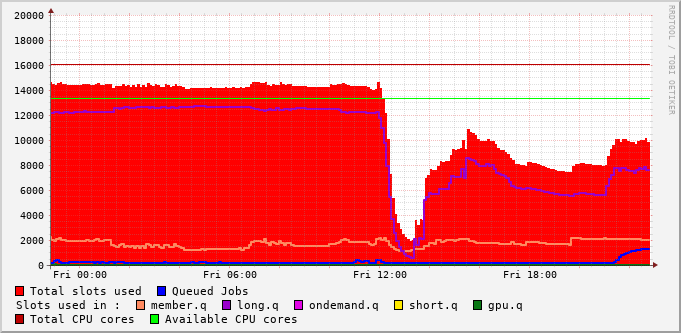 20000
18000
16000
14000
12000
10000
8000
6000
4000
2000
0
Fri 00:00 Fri 06:00 Fri 12:00 Fri 18:00
RRDTOOL / TOBI OETIKER
Total slots used Queued Jobs
Slots used in : member.q long.q ondemand.q short.q gpu.q
Total CPU cores Available CPU cores